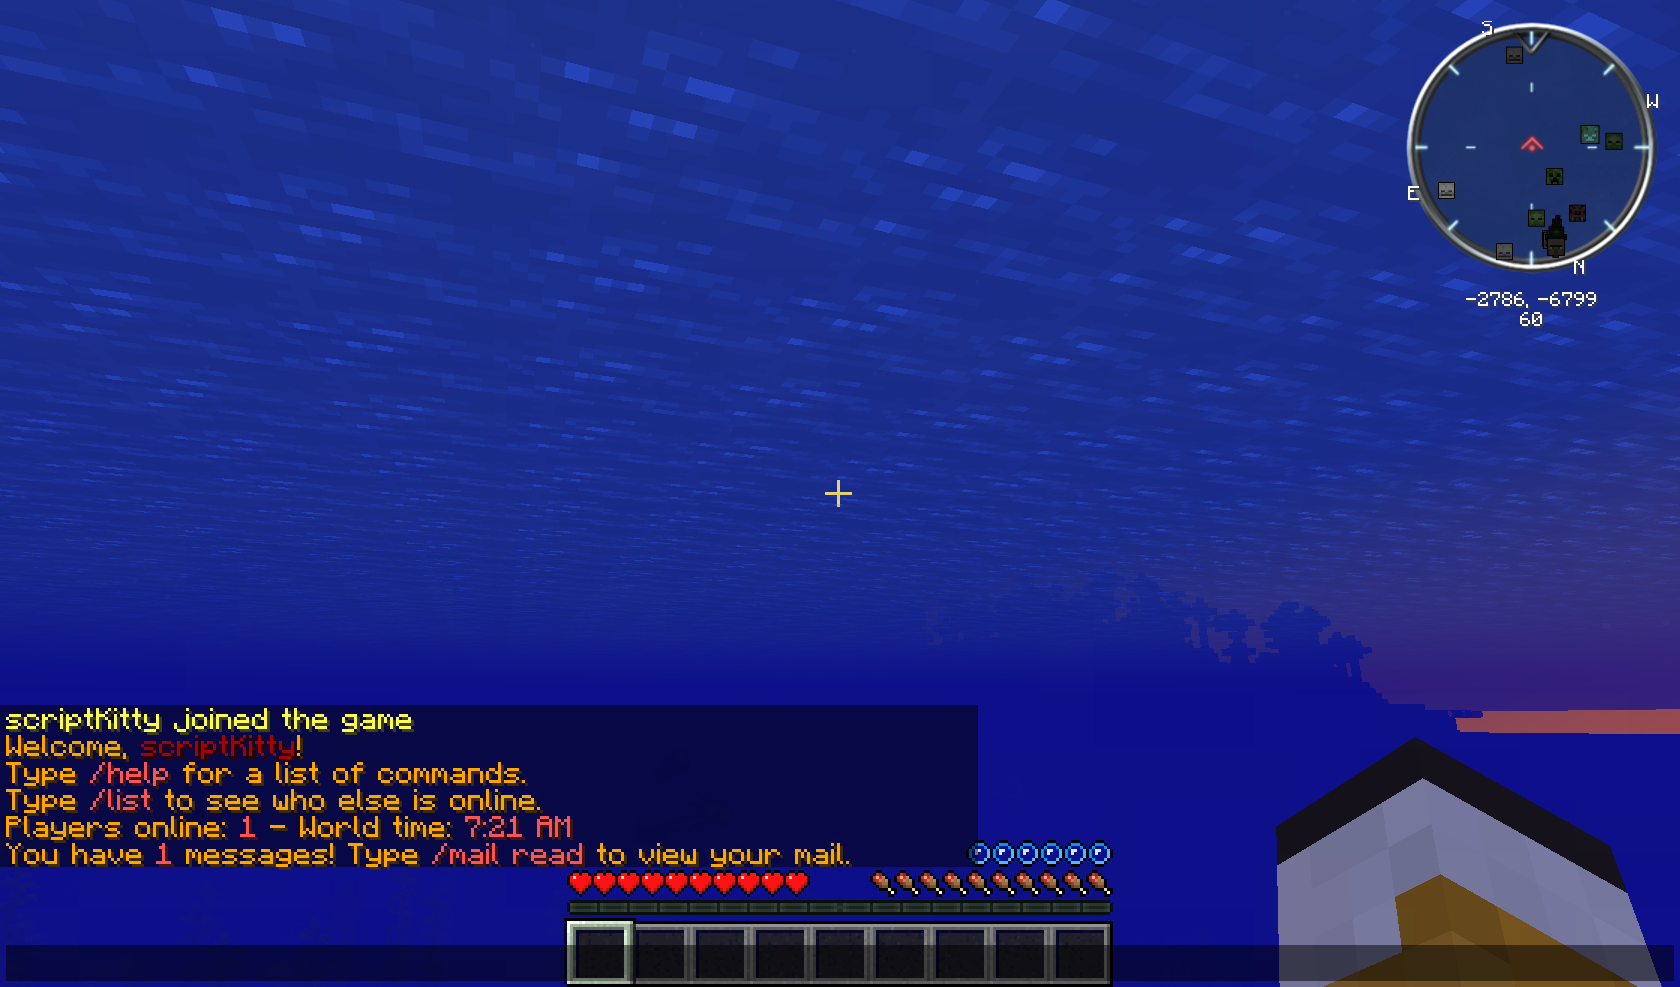 S
W
E
N
-2786, -6799
60
scriptKitty joined the game
Welcome, scriptKitty!
Type /help for a list of commands.
Type /list to see who else is online.
Players online: 1 - World time: 7:21 AM
You have 1 messages! Type /mail read to view your mail.